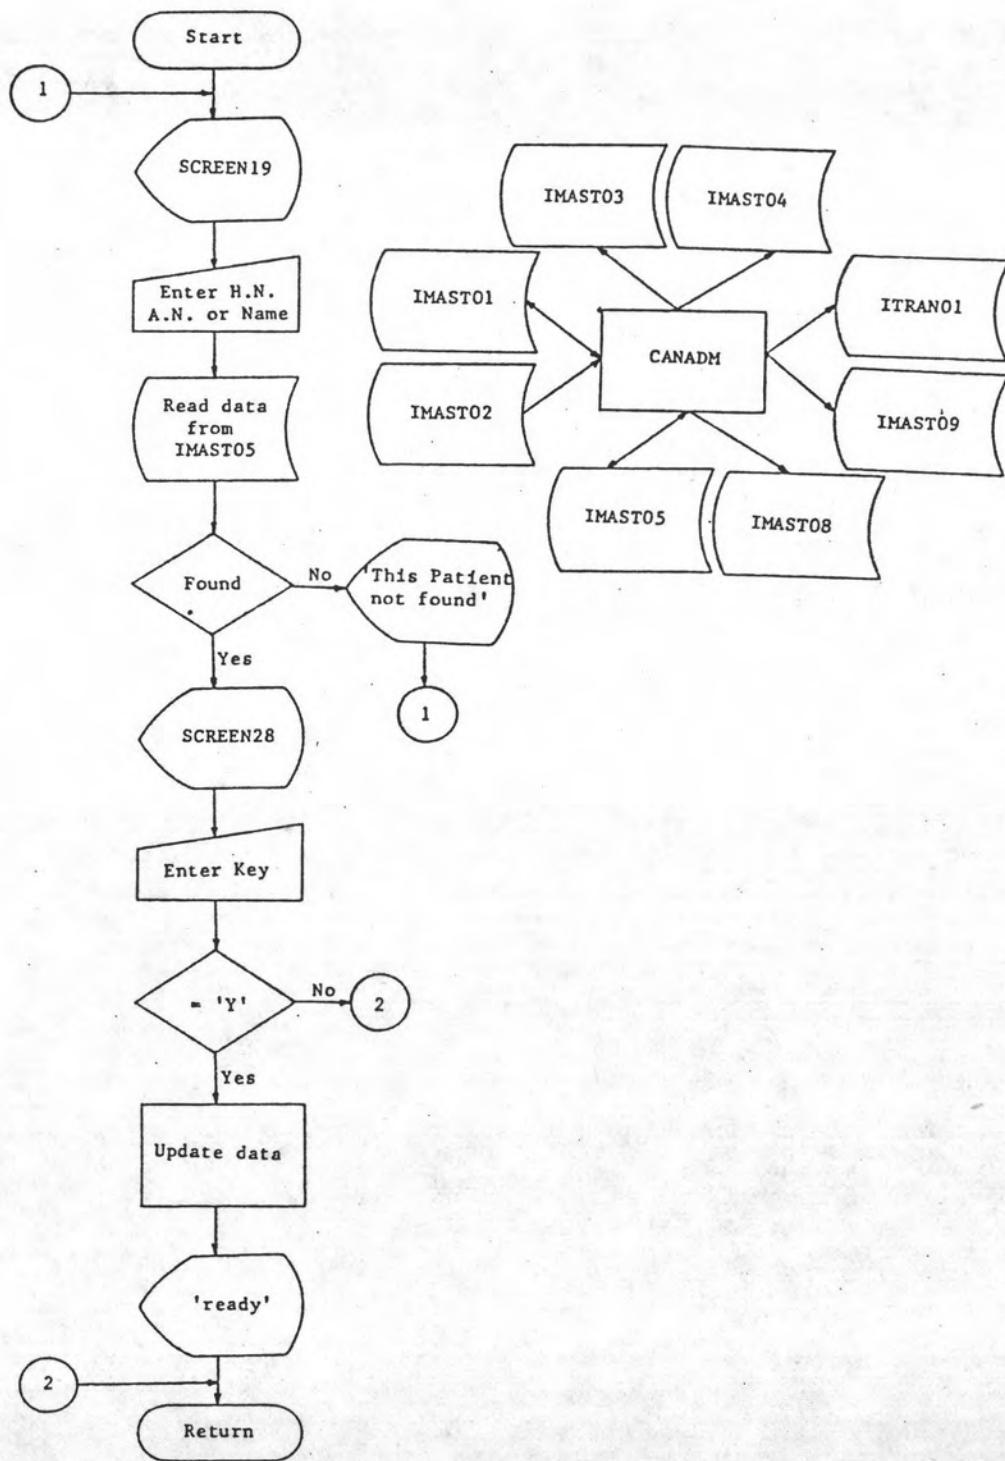 Start
1
SCREEN19
Enter H.N.
A.N. or Name
Read data
from
IMAST05
Found
No
'This Patient
not found'
1
Yes
SCREEN28
Enter Key
= 'Y'
No
2
Yes
Update data
'ready'
2
Return
IMAST03
IMAST04
IMAST01
ITRAN01
CANADM
IMAST02
IMAST09
IMAST05
IMAST08